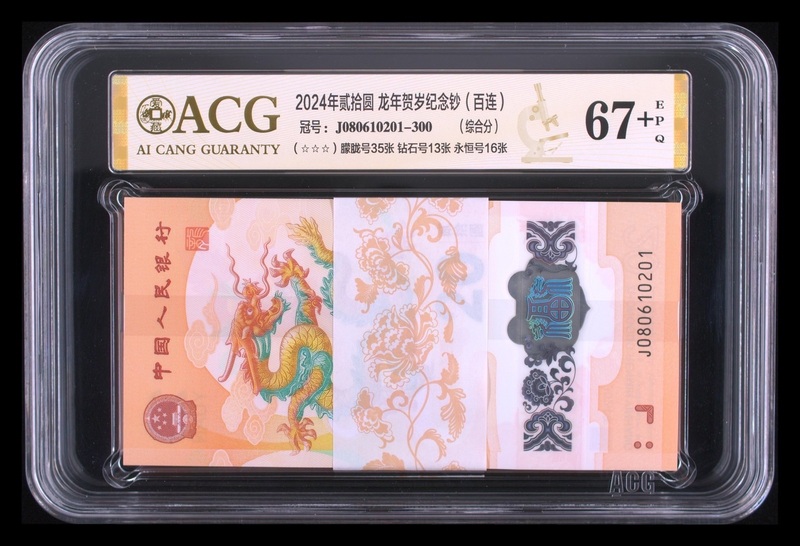 ACG
AI CANG GUARANTY
2024年贰拾圆 龙年贺岁纪念钞(百连)
冠号:J080610201-300 (综合分)
(☆☆☆) 朦胧号35张 钻石号13张 永恒号16张
67+
EPQ
中国人民银行
福
J080610201
ACG